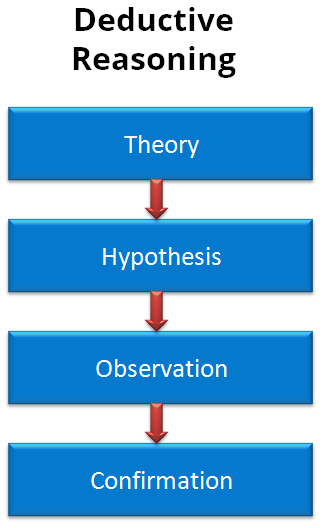 Deductive
Reasoning
Theory
Hypothesis
Observation
Confirmation